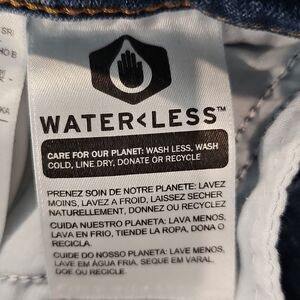 SRI
HO B
KA
WATER<LESS™
CARE FOR OUR PLANET: WASH LESS, WASH
COLD, LINE DRY, DONATE OR RECYCLE
PRENEZ SOIN DE NOTRE PLANETE: LAVEZ
MOINS, LAVEZ A FROID, LAISSEZ SECHER
NATURELLEMENT, DONNEZ OU RECYCLEZ
CUIDA NUESTRO PLANETA: LAVA MENOS,
LAVA EN FRIO, TIENDE LA ROPA, DONA O
RECICLA.
CUIDE DO NOSSO PLANETA: LAVE MENOS,
LAVE EM ÁGUA FRIA, SEQUE EM VARAL,
DOE OU RECICLE.